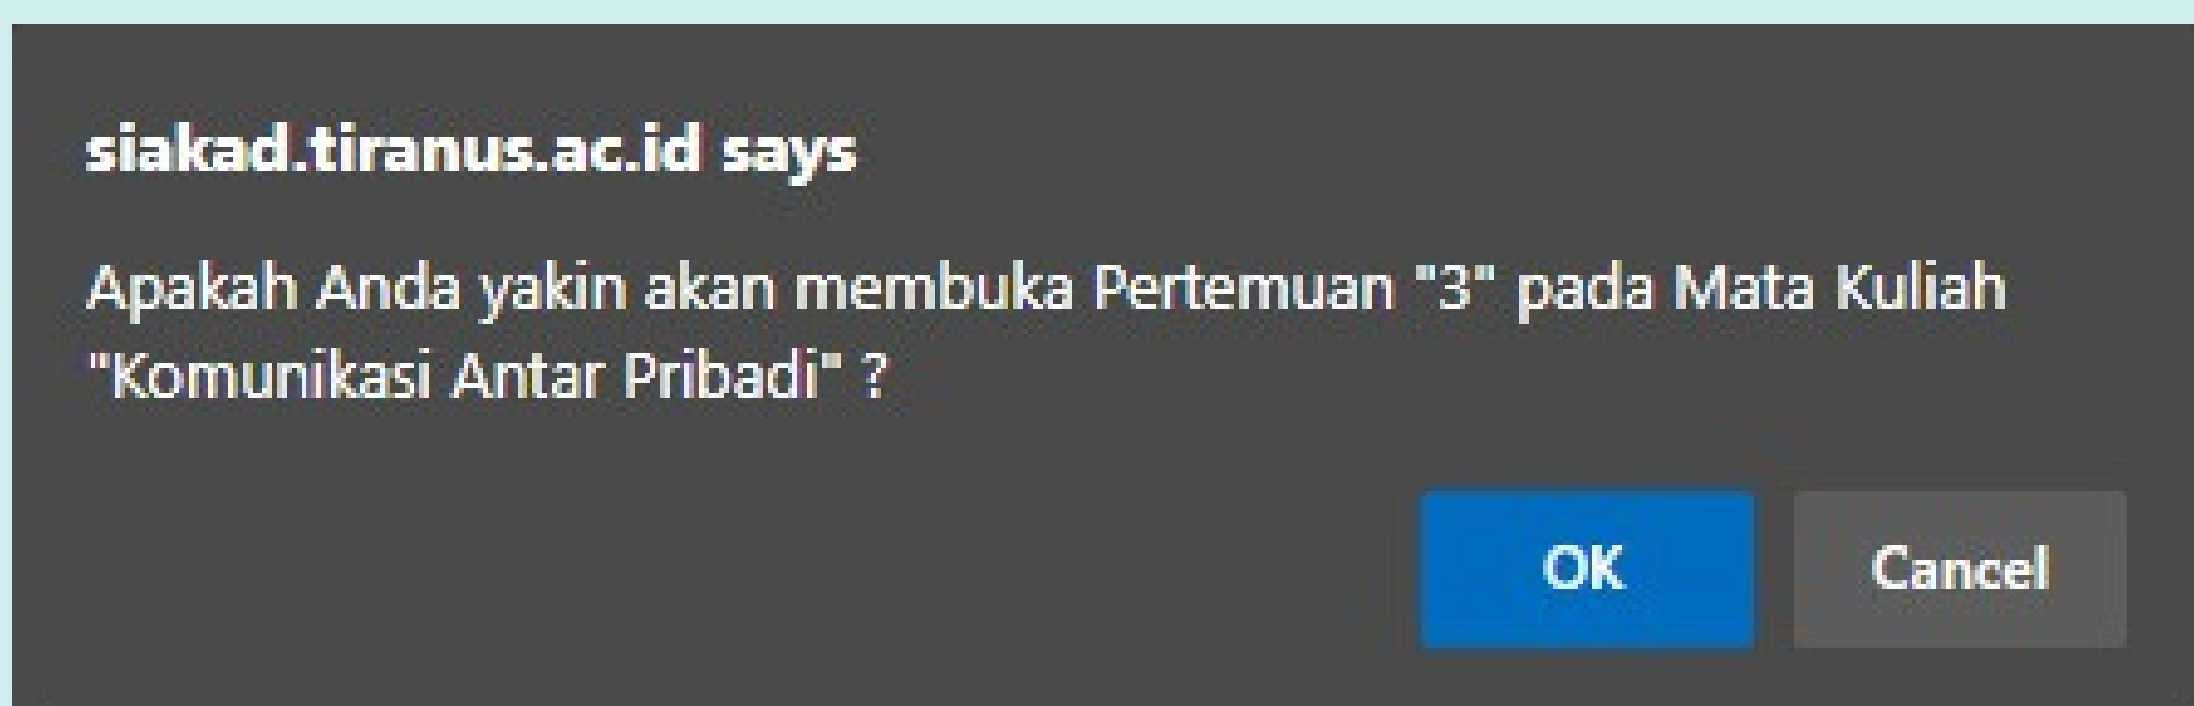 siakad.tiranus.ac.id says
Apakah Anda yakin akan membuka Pertemuan "3" pada Mata Kuliah
"Komunikasi Antar Pribadi" ?
OK
Cancel